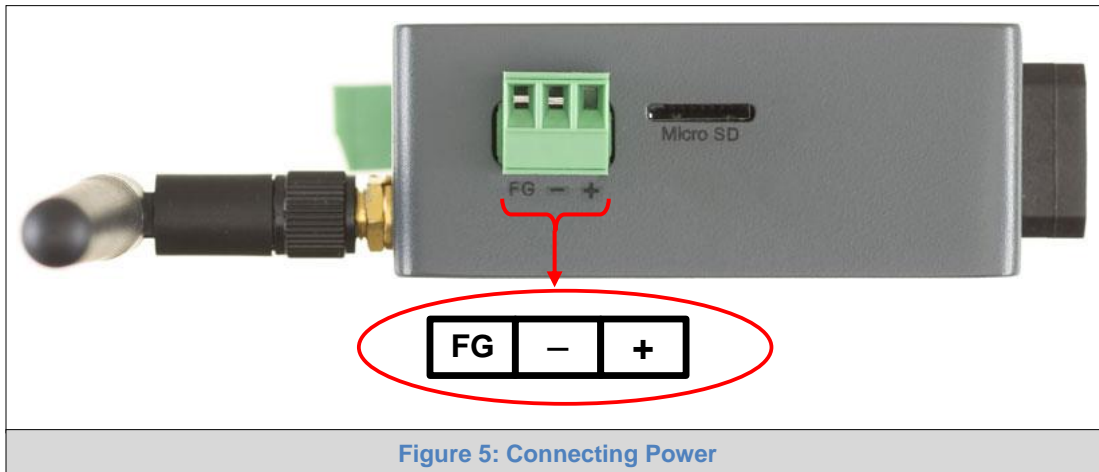 Micro SD
FG − +
FG − +
Figure 5: Connecting Power